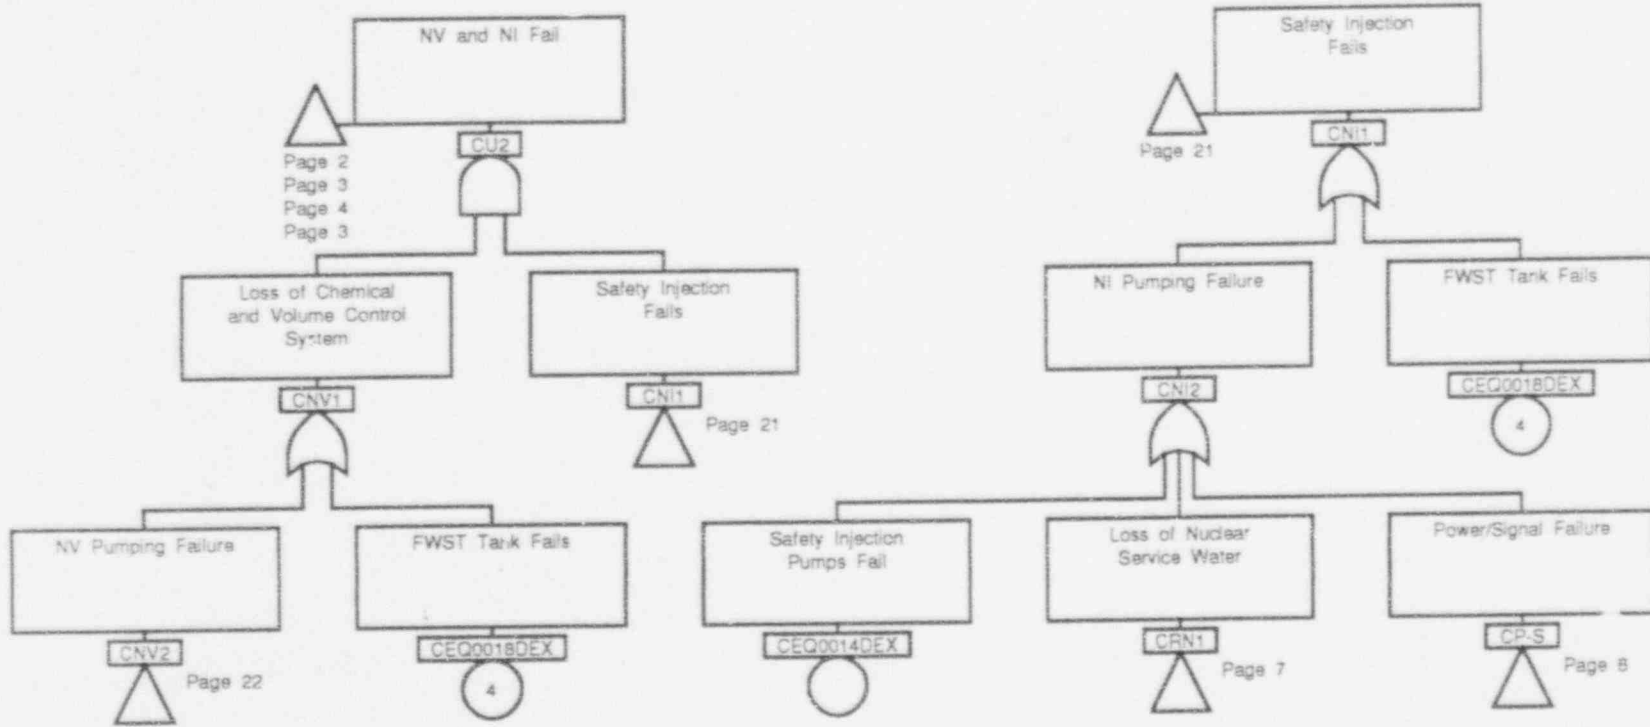 NV and NI Fail
CU2
Page 2
Page 3
Page 4
Page 3
Loss of Chemical
and Volume Control
System
CNV1
Safety Injection
Fails
CNI1
Page 21
NV Pumping Failure
CNV2
Page 22
FWST Tank Fails
CEQ0018DEX
4
Safety Injection
Fails
CNI1
Page 21
NI Pumping Failure
CNI2
FWST Tank Fails
CEQ0018DEX
4
Safety Injection
Pumps Fail
CEQ0014DEX
Loss of Nuclear
Service Water
CRN1
Page 7
Power/Signal Failure
CP-S
Page 6